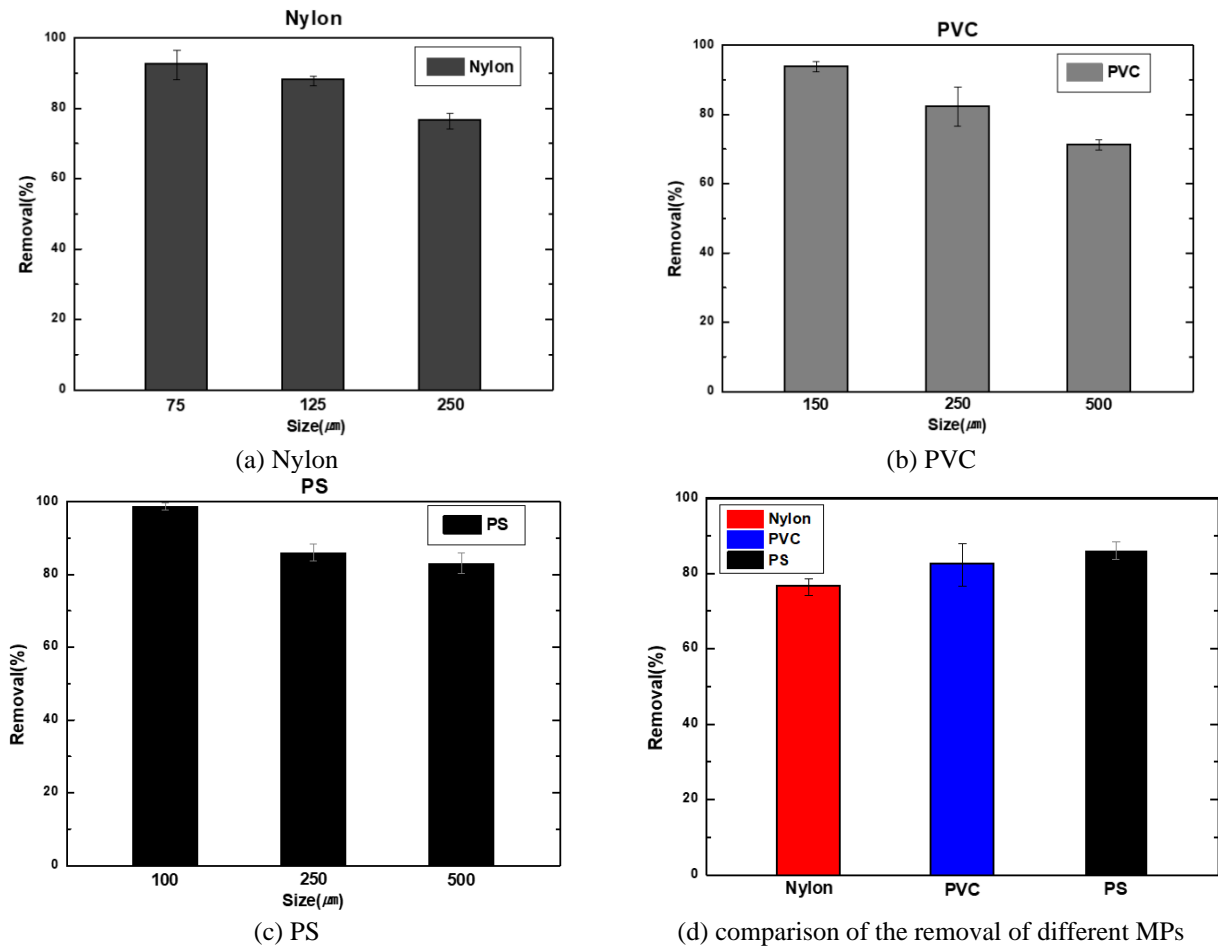 Nylon
100
80
60
40
20
0
Removal(%)
Nylon
75 125 250
Size(㎛)
(a) Nylon
PVC
100
80
60
40
20
0
Removal(%)
PVC
150 250 500
Size(㎛)
(b) PVC
PS
100
80
60
40
20
0
Removal(%)
PS
100 250 500
Size(㎛)
(c) PS
100
80
60
40
20
0
Removal(%)
Nylon
PVC
PS
Nylon PVC PS
(d) comparison of the removal of different MPs